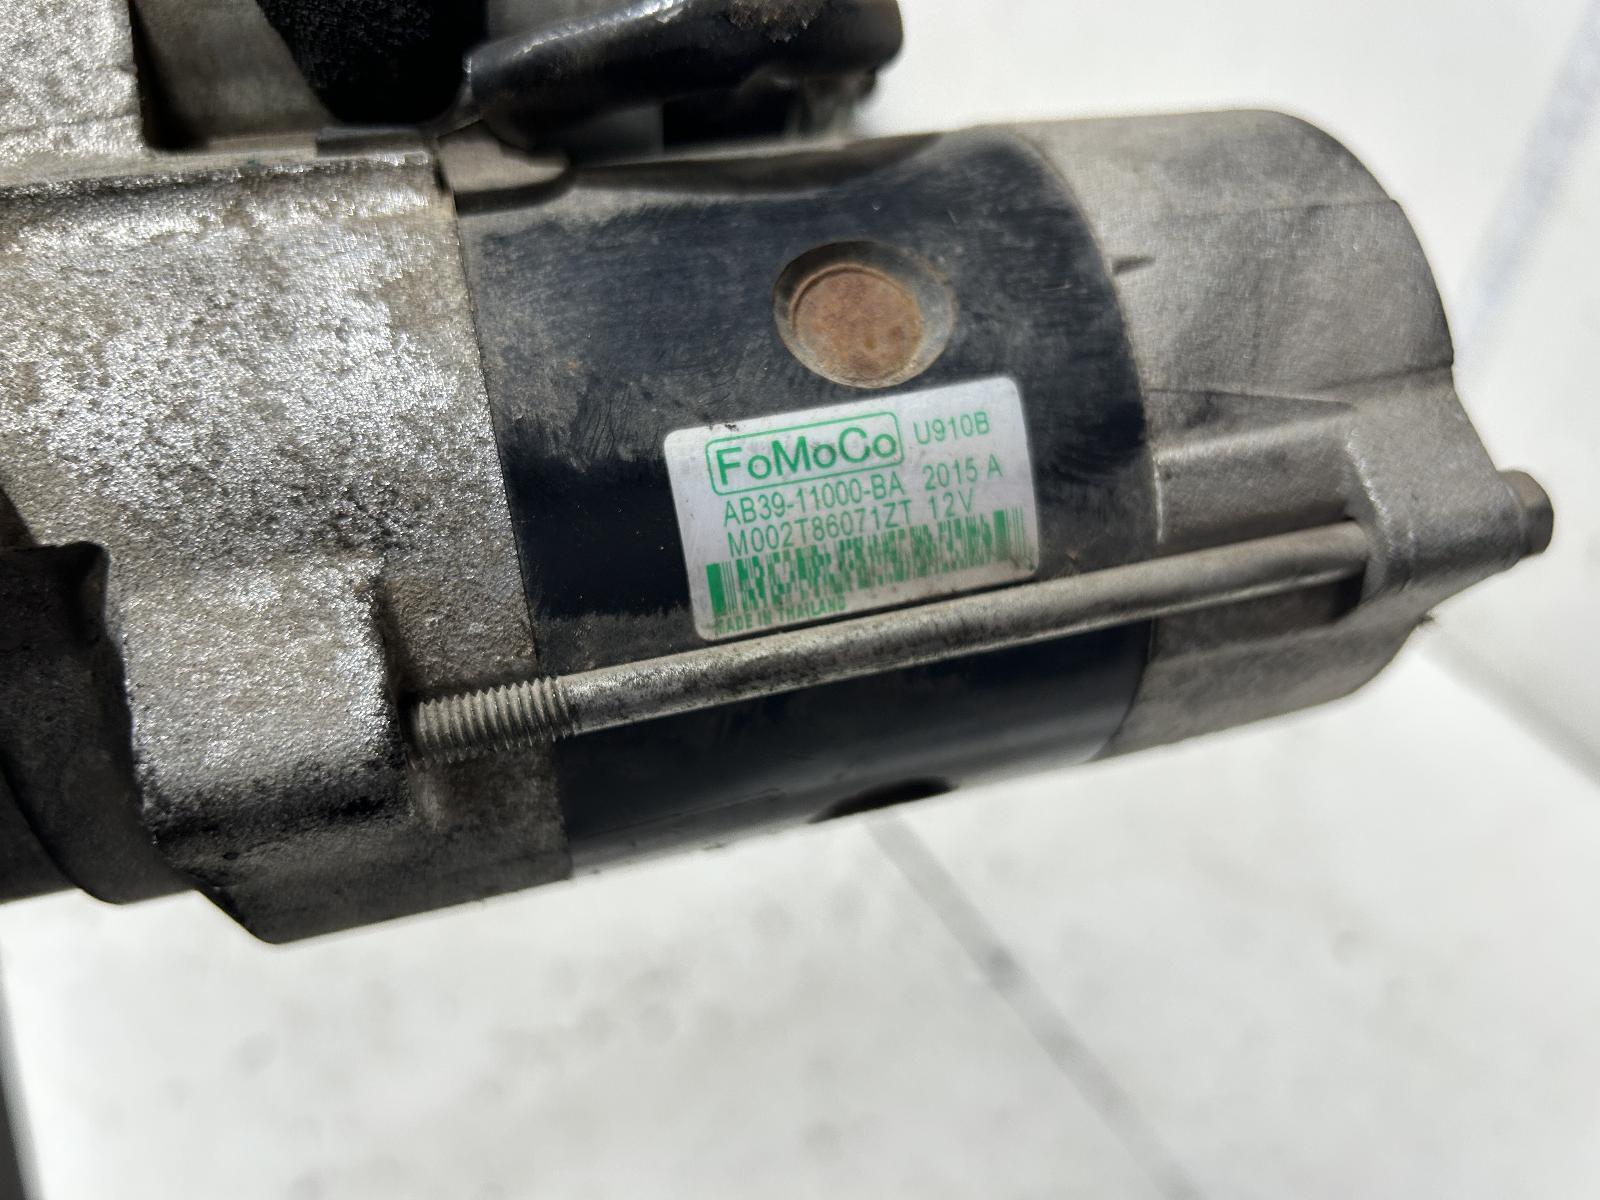 FoMoCo U910B
AB39-11000-BA 2015 A
M002T86071ZT 12V
MADE IN THAILAND